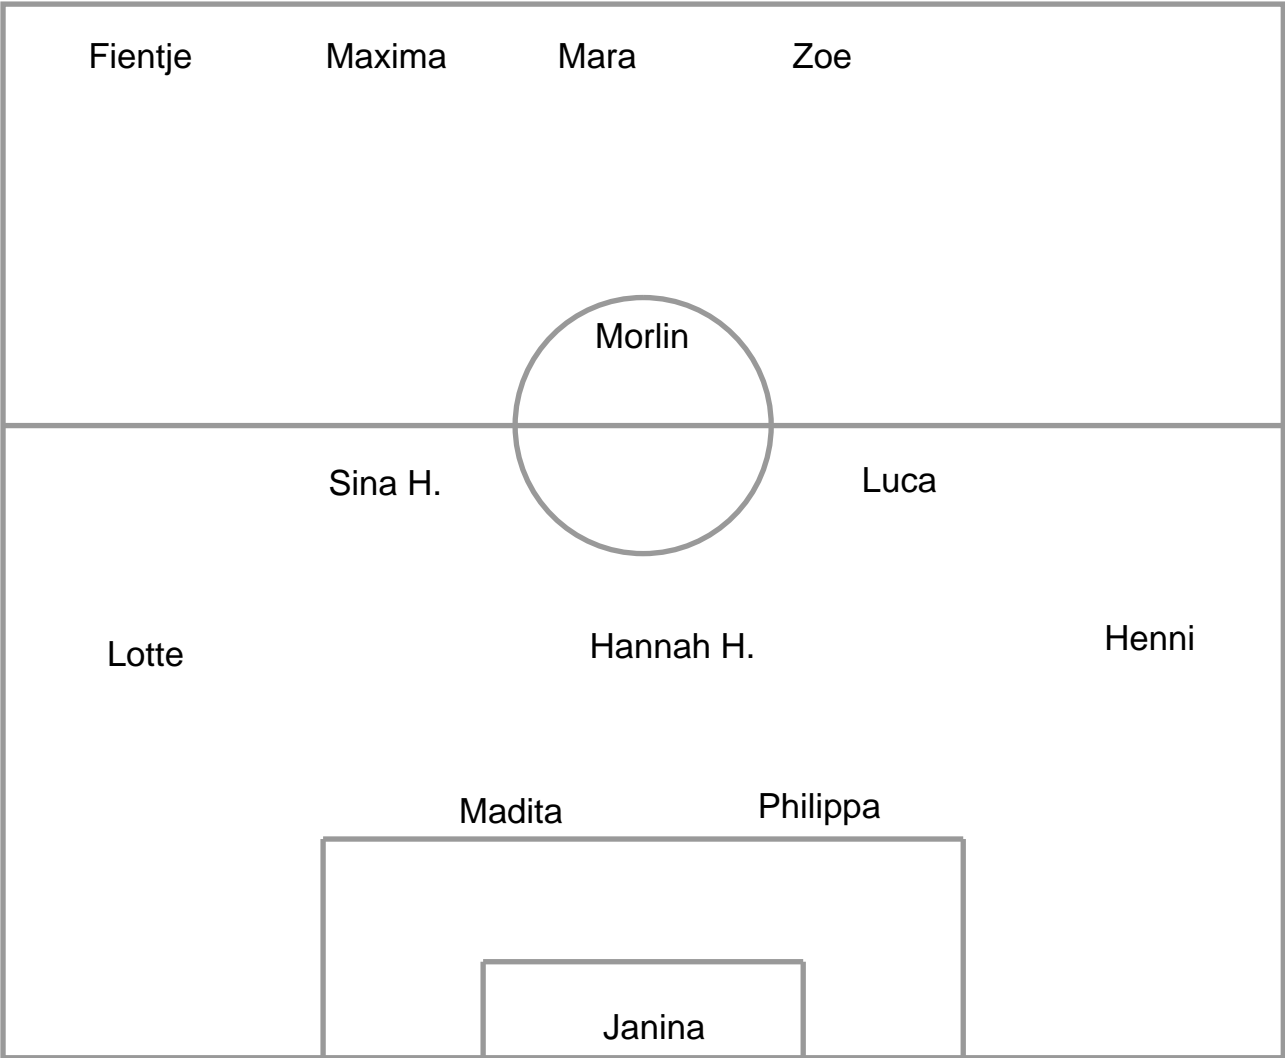 Fientje Maxima Mara Zoe
Morlin
Sina H. Luca
Lotte Hannah H. Henni
Madita Philippa
Janina